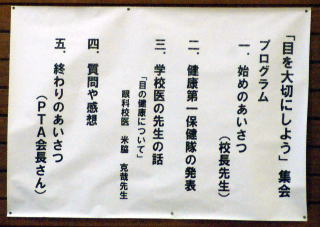 「目を大切にしよう」集会
プログラム
一．始めのあいさつ
（校長先生）
二．健康第一保健隊の発表
三．学校医の先生の話
「目の健康について」
眼科校医　米脇　克哉先生
四．質問や感想
五．終わりのあいさつ
（ＰＴＡ会長さん）